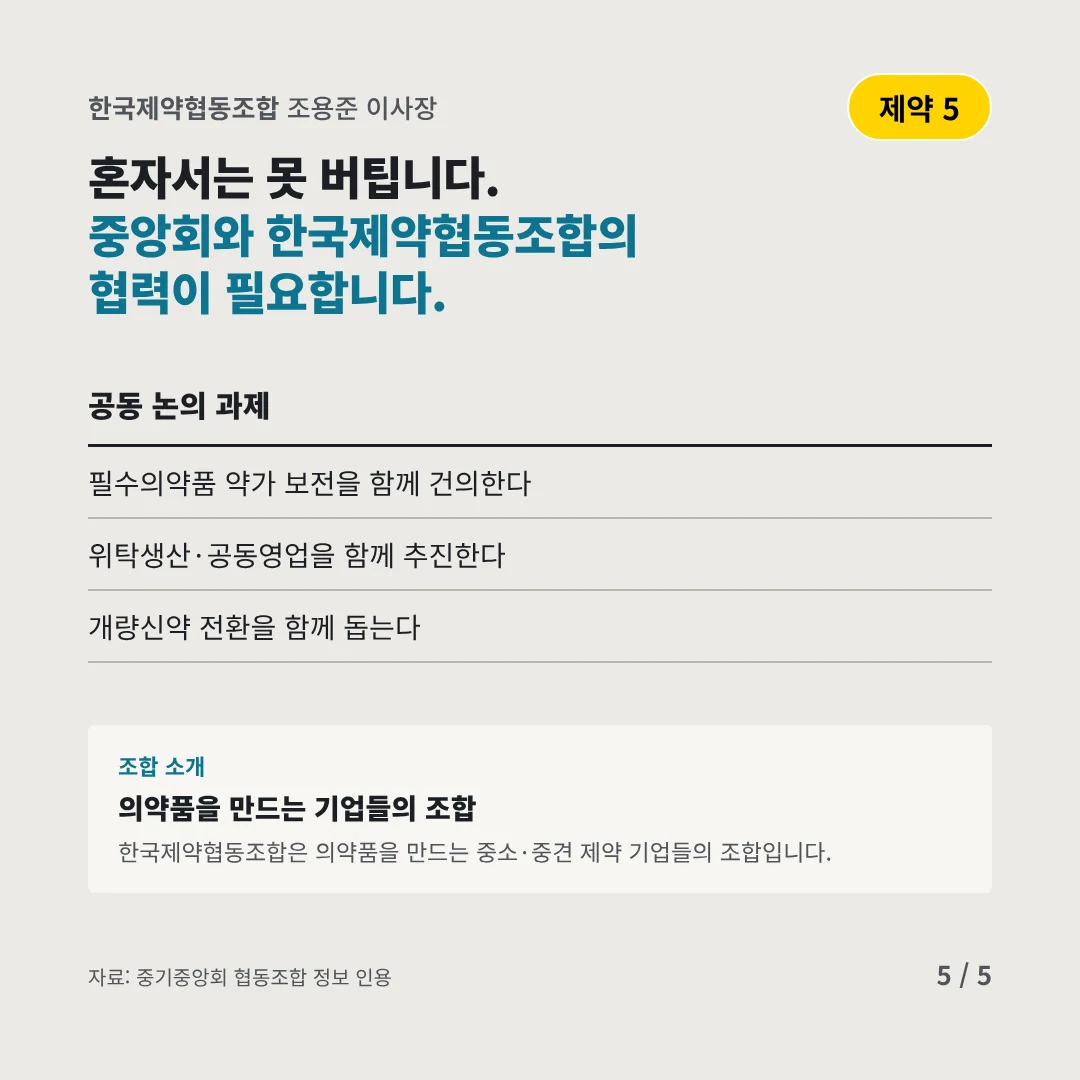 한국제약협동조합 조용준 이사장
제약 5
혼자서는 못 버팁니다.
중앙회와 한국제약협동조합의
협력이 필요합니다.
공동 논의 과제
필수의약품 약가 보전을 함께 건의한다
위탁생산·공동영업을 함께 추진한다
개량신약 전환을 함께 돕는다
조합 소개
의약품을 만드는 기업들의 조합
한국제약협동조합은 의약품을 만드는 중소·중견 제약 기업들의 조합입니다.
자료: 중기중앙회 협동조합 정보 인용
5 / 5